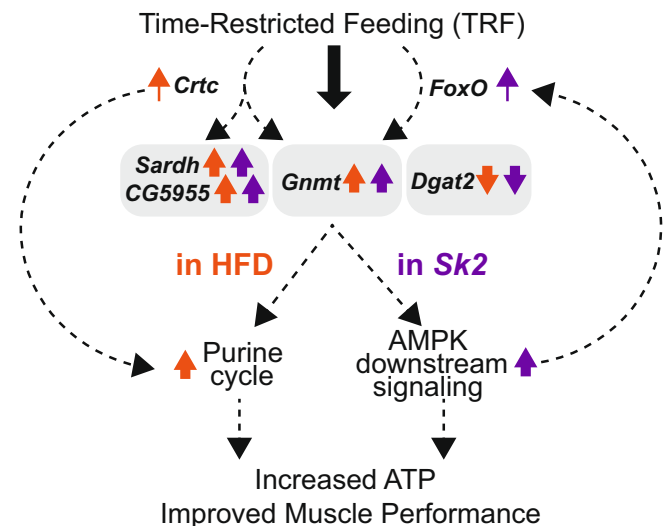 Time-Restricted Feeding (TRF)
Crtc
FoxO
Sardh
CG5955
Gnmt
Dgat2
in HFD
in Sk2
Purine
cycle
AMPK
downstream
signaling
Increased ATP
Improved Muscle Performance